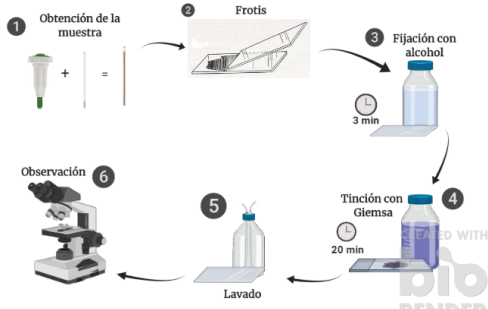 1
Obtención de la
muestra
+
=
2
Frotis
3
Fijación con
alcohol
3 min
4
Tinción con
Giemsa
20 min
5
Lavado
6
Observación
CREATED WITH
bio
RENDER